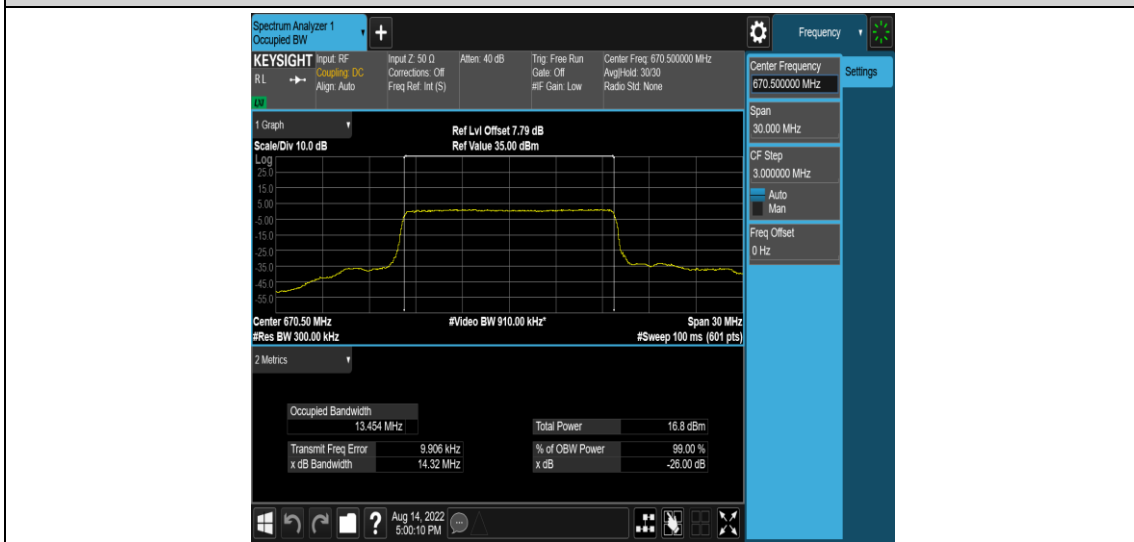 Spectrum Analyzer 1
Occupied BW
Frequency
KEYSIGHT
Input: RF
Input Z: 50 Ω
Atten: 40 dB
Trig: Free Run
Center Freq: 670.500000 MHz
RL
Coupling: DC
Corrections: Off
Gate: Off
Avg|Hold: 30/30
Align: Auto
Freq Ref: Int (S)
#IF Gain: Low
Radio Std: None
Center Frequency
670.500000 MHz
Settings
Span
30.000 MHz
CF Step
3.000000 MHz
Auto
Man
Freq Offset
0 Hz
1 Graph
Ref Lvl Offset 7.79 dB
Scale/Div 10.0 dB
Ref Value 35.00 dBm
Log
25.0
15.0
5.00
-5.00
-15.0
-25.0
-35.0
-45.0
-55.0
Center 670.50 MHz
#Video BW 910.00 kHz*
Span 30 MHz
#Res BW 300.00 kHz
#Sweep 100 ms (601 pts)
2 Metrics
Occupied Bandwidth
13.454 MHz
Total Power
16.8 dBm
Transmit Freq Error
9.906 kHz
% of OBW Power
99.00 %
x dB Bandwidth
14.32 MHz
x dB
-26.00 dB
?
Aug 14, 2022
5:00:10 PM